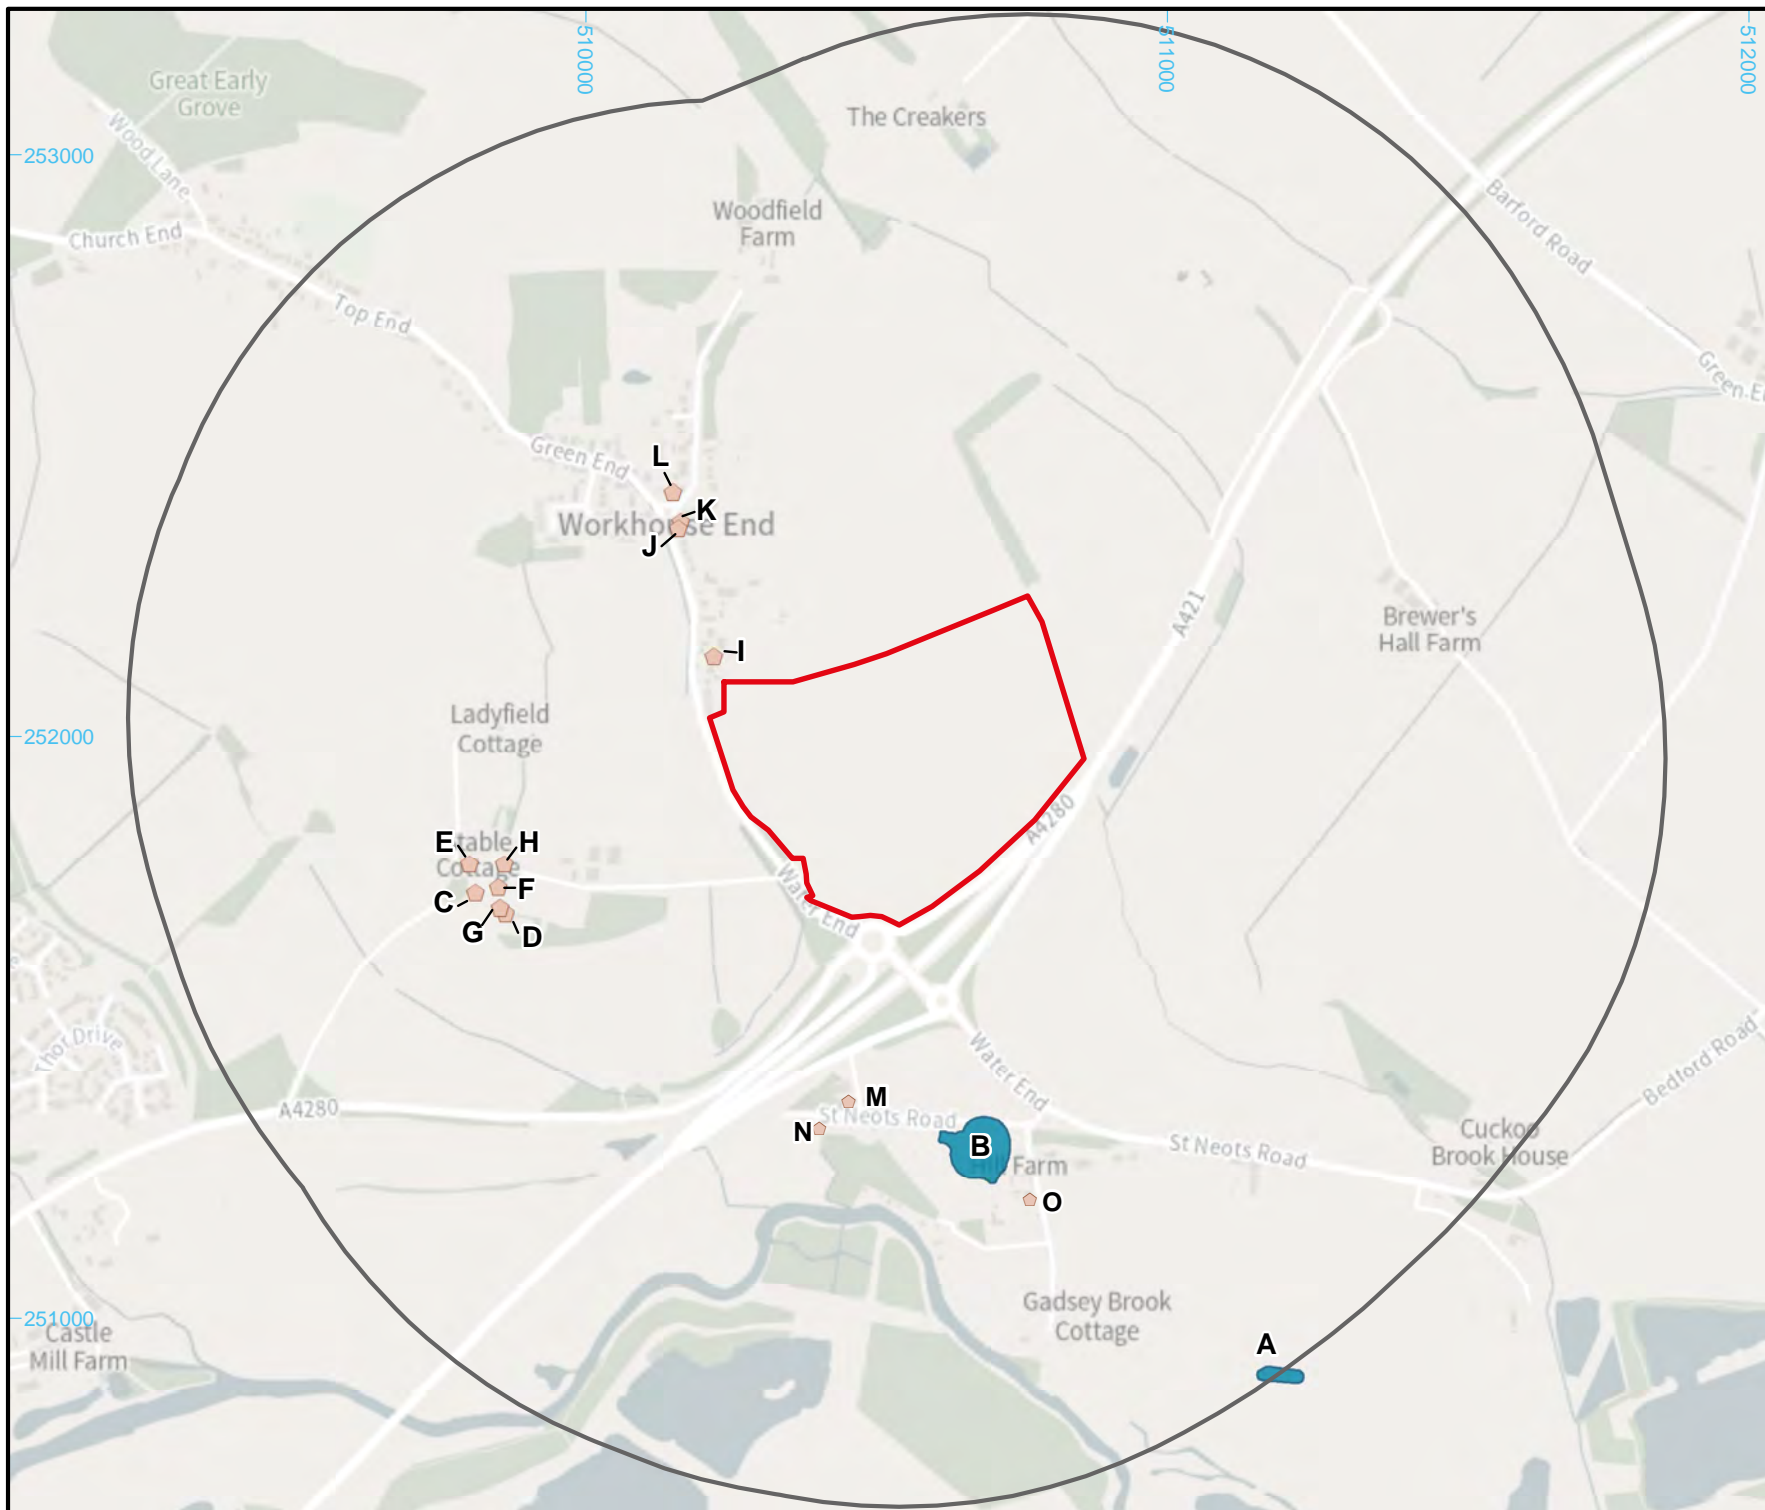 510000
511000
512000
Great Early
Grove
The Creakers
Wood Lane
253000
Barford Road
Woodfield
Farm
Church End
Top End
Green E
L
Green End
K
Workhouse End
J
A421
Brewer's
Hall Farm
I
Ladyfield
Cottage
252000
A4280
E
table
H
Cottage
F
C
Water End
G
D
Thor Drive
Water End
Bedford Road
A4280
M
St Neots Road
N
Cuckoo
Brook House
B
St Neots Road
Hill Farm
O
Gadsey Brook
Cottage
251000
Castle
Mill Farm
A